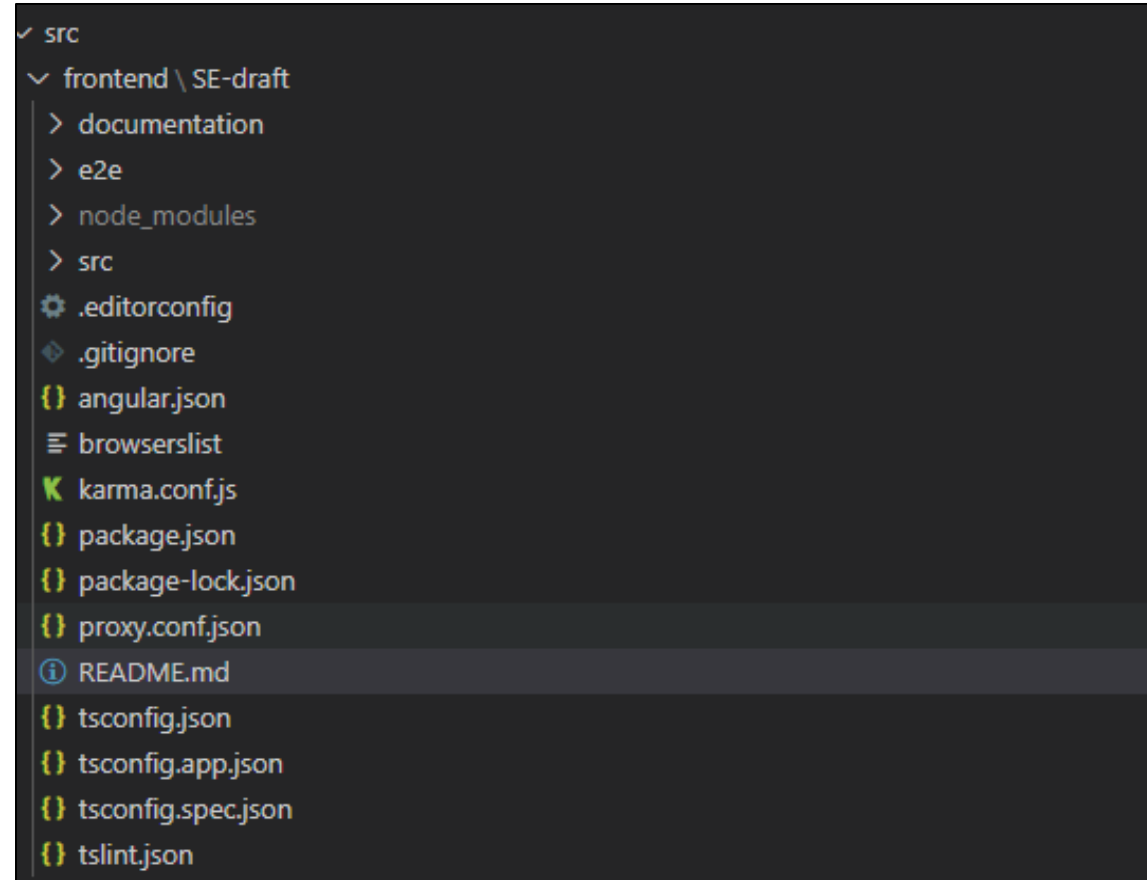 src
frontend \ SE-draft
documentation
e2e
node_modules
src
.editorconfig
.gitignore
{} angular.json
browserslist
karma.conf.js
{} package.json
{} package-lock.json
{} proxy.conf.json
README.md
{} tsconfig.json
{} tsconfig.app.json
{} tsconfig.spec.json
{} tslint.json